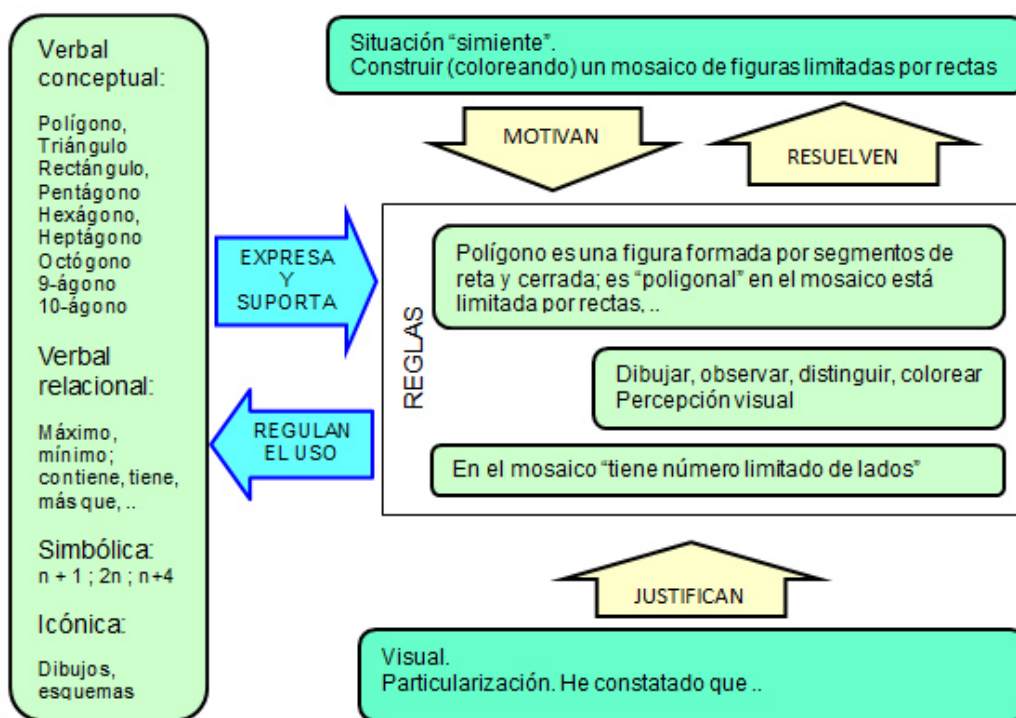 Verbal
conceptual:
Polígono,
Triángulo
Rectángulo,
Pentágono
Hexágono,
Heptágono
Octógono
9-ágono
10-ágono
Verbal
relacional:
Máximo,
mínimo;
contiene, tiene,
más que, ..
Simbólica:
n + 1 ; 2n ; n+4
Icónica:
Dibujos,
esquemas
EXPRESA
Y
SUPORTA
REGULAN
EL USO
Situación “simiente”.
Construir (coloreando) un mosaico de figuras limitadas por rectas
MOTIVAN
RESUELVEN
REGLAS
Polígono es una figura formada por segmentos de
reta y cerrada; es “poligonal” en el mosaico está
limitada por rectas, ..
Dibujar, observar, distinguir, colorear
Percepción visual
En el mosaico “tiene número limitado de lados”
JUSTIFICAN
Visual.
Particularización. He constatado que ..